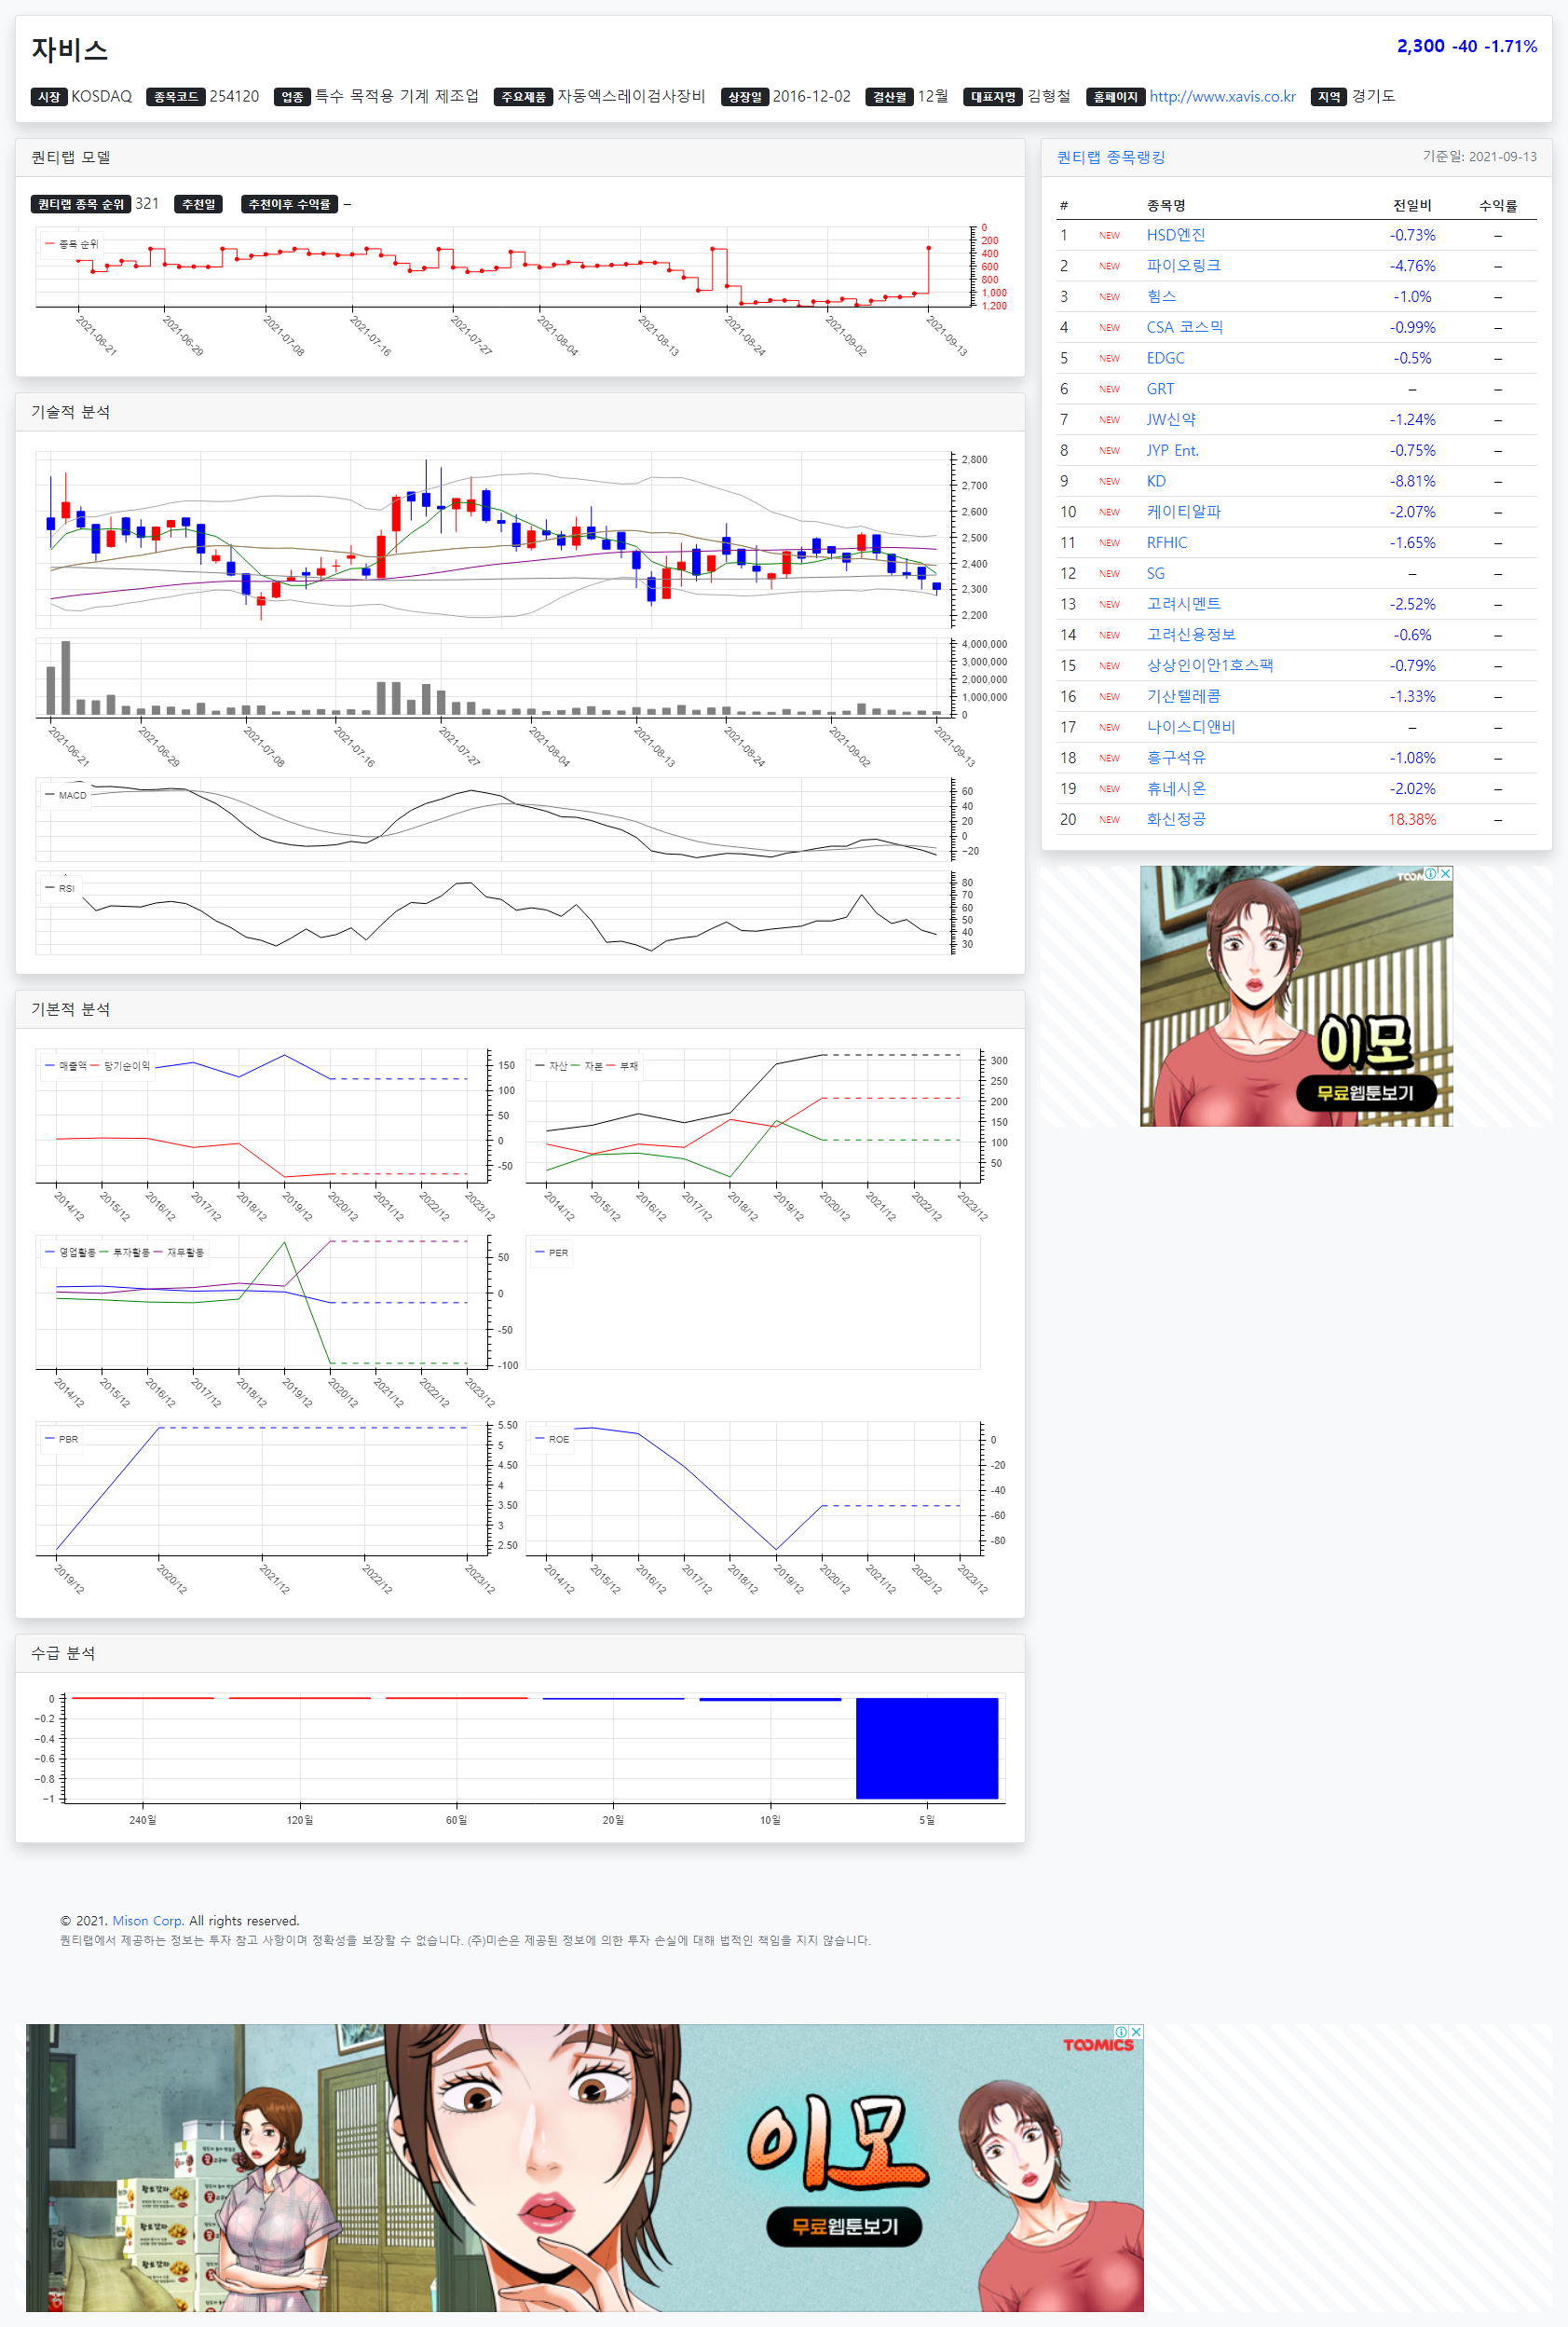 자비스
2,300 -40 -1.71%
시장 KOSDAQ 종목코드 254120 업종 특수 목적용 기계 제조업 주요제품 자동엑스레이검사장비 상장일 2016-12-02 결산월 12월 대표자명 김형철 홈페이지 http://www.xavis.co.kr 지역 경기도
퀀티랩 모델
퀀티랩 종목 순위 321 추천일 추천이후 수익률 –
종목 순위
0
200
400
600
800
1,000
1,200
2021-06-21 2021-06-29 2021-07-08 2021-07-16 2021-07-27 2021-08-04 2021-08-13 2021-08-24 2021-09-02 2021-09-13
기술적 분석
2,800
2,700
2,600
2,500
2,400
2,300
2,200
4,000,000
3,000,000
2,000,000
1,000,000
0
2021-06-21 2021-06-29 2021-07-08 2021-07-16 2021-07-27 2021-08-04 2021-08-13 2021-08-24 2021-09-02 2021-09-13
MACD
60
40
20
0
−20
RSI
80
70
60
50
40
30
기본적 분석
매출액 당기순이익
150
100
50
0
-50
2014/12 2015/12 2016/12 2017/12 2018/12 2019/12 2020/12 2021/12 2022/12 2023/12
자산 자본 부채
300
250
200
150
100
50
2014/12 2015/12 2016/12 2017/12 2018/12 2019/12 2020/12 2021/12 2022/12 2023/12
영업활동 투자활동 재무활동
50
0
-50
-100
2014/12 2015/12 2016/12 2017/12 2018/12 2019/12 2020/12 2021/12 2022/12 2023/12
PER
PBR
5.50
5
4.50
4
3.50
3
2.50
2019/12 2020/12 2021/12 2022/12 2023/12
ROE
0
-20
-40
-60
-80
2014/12 2015/12 2016/12 2017/12 2018/12 2019/12 2020/12 2021/12 2022/12 2023/12
수급 분석
0
−0.2
−0.4
−0.6
−0.8
−1
240일 120일 60일 20일 10일 5일
퀀티랩 종목랭킹 기준일: 2021-09-13
# 종목명 전일비 수익률
1 NEW HSD엔진 -0.73% –
2 NEW 파이오링크 -4.76% –
3 NEW 힘스 -1.0% –
4 NEW CSA 코스믹 -0.99% –
5 NEW EDGC -0.5% –
6 NEW GRT – –
7 NEW JW신약 -1.24% –
8 NEW JYP Ent. -0.75% –
9 NEW KD -8.81% –
10 NEW 케이티알파 -2.07% –
11 NEW RFHIC -1.65% –
12 NEW SG – –
13 NEW 고려시멘트 -2.52% –
14 NEW 고려신용정보 -0.6% –
15 NEW 상상인이안1호스팩 -0.79% –
16 NEW 기산텔레콤 -1.33% –
17 NEW 나이스디앤비 – –
18 NEW 흥구석유 -1.08% –
19 NEW 휴네시온 -2.02% –
20 NEW 화신정공 18.38% –
이모
무료웹툰보기
© 2021. Mison Corp. All rights reserved.
퀀티랩에서 제공하는 정보는 투자 참고 사항이며 정확성을 보장할 수 없습니다. (주)미손은 제공된 정보에 의한 투자 손실에 대해 법적인 책임을 지지 않습니다.
TOOMICS
이모
무료웹툰보기